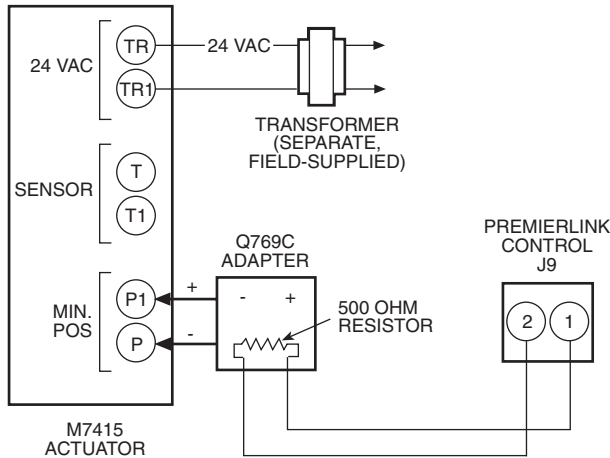 24 VAC
TR
TR1
24 VAC
TRANSFORMER
(SEPARATE,
FIELD-SUPPLIED)
SENSOR
T
T1
MIN.
POS
P1
P
+
-
Q769C
ADAPTER
- +
500 OHM
RESISTOR
PREMIERLINK
CONTROL
J9
2 1
M7415
ACTUATOR